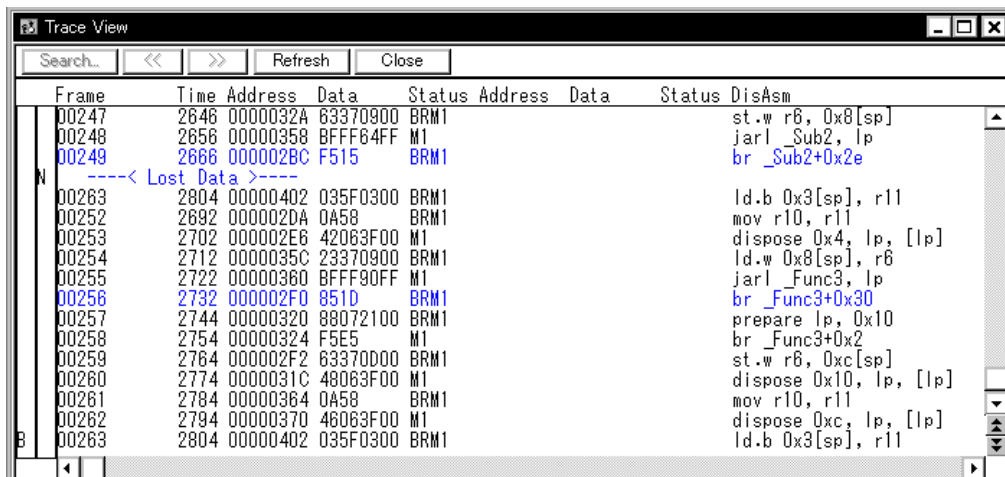 Trace View
Search... << >> Refresh Close
Frame Time Address Data Status Address Data Status DisAsm
00247 2646 0000032A 63370900 BRM1 st.w r6, 0x8[sp]
00248 2656 00000358 BFFF64FF M1 jarl _Sub2, lp
00249 2666 000002BC F515 BRM1 br _Sub2+0x2e
N ----< Lost Data >----
00263 2804 00000402 035F0300 BRM1 ld.b 0x3[sp], r11
00252 2692 000002DA 0A58 BRM1 mov r10, r11
00253 2702 000002E6 42063F00 M1 dispose 0x4, lp, [lp]
00254 2712 0000035C 23370900 BRM1 ld.w 0x8[sp], r6
00255 2722 00000360 BFFF90FF M1 jarl _Func3, lp
00256 2732 000002F0 851D BRM1 br _Func3+0x30
00257 2744 00000320 88072100 BRM1 prepare lp, 0x10
00258 2754 00000324 F5E5 M1 br _Func3+0x2
00259 2764 000002F2 63370D00 BRM1 st.w r6, 0xc[sp]
00260 2774 0000031C 48063F00 M1 dispose 0x10, lp, [lp]
00261 2784 00000364 0A58 BRM1 mov r10, r11
00262 2794 00000370 46063F00 M1 dispose 0xc, lp, [lp]
B 00263 2804 00000402 035F0300 BRM1 ld.b 0x3[sp], r11